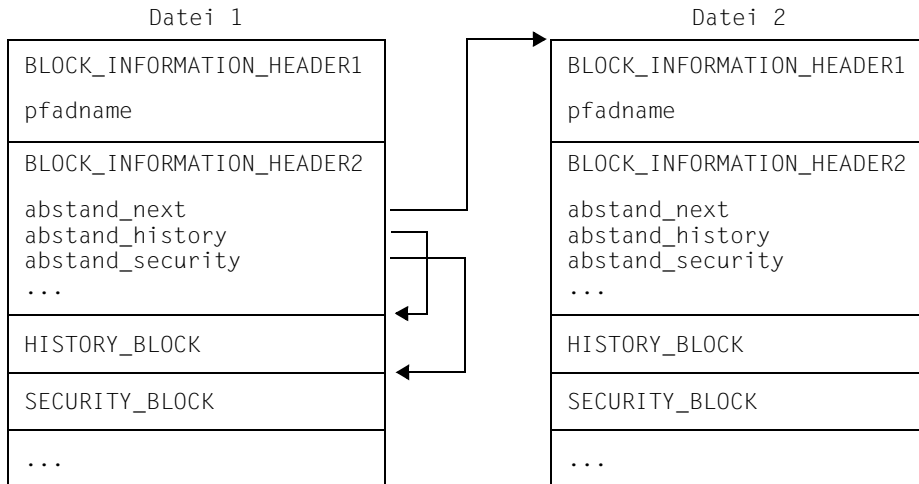 Datei 1
BLOCK_INFORMATION_HEADER1
pfadname
BLOCK_INFORMATION_HEADER2
abstand_next
abstand_history
abstand_security
...
HISTORY_BLOCK
SECURITY_BLOCK
...
Datei 2
BLOCK_INFORMATION_HEADER1
pfadname
BLOCK_INFORMATION_HEADER2
abstand_next
abstand_history
abstand_security
...
HISTORY_BLOCK
SECURITY_BLOCK
...